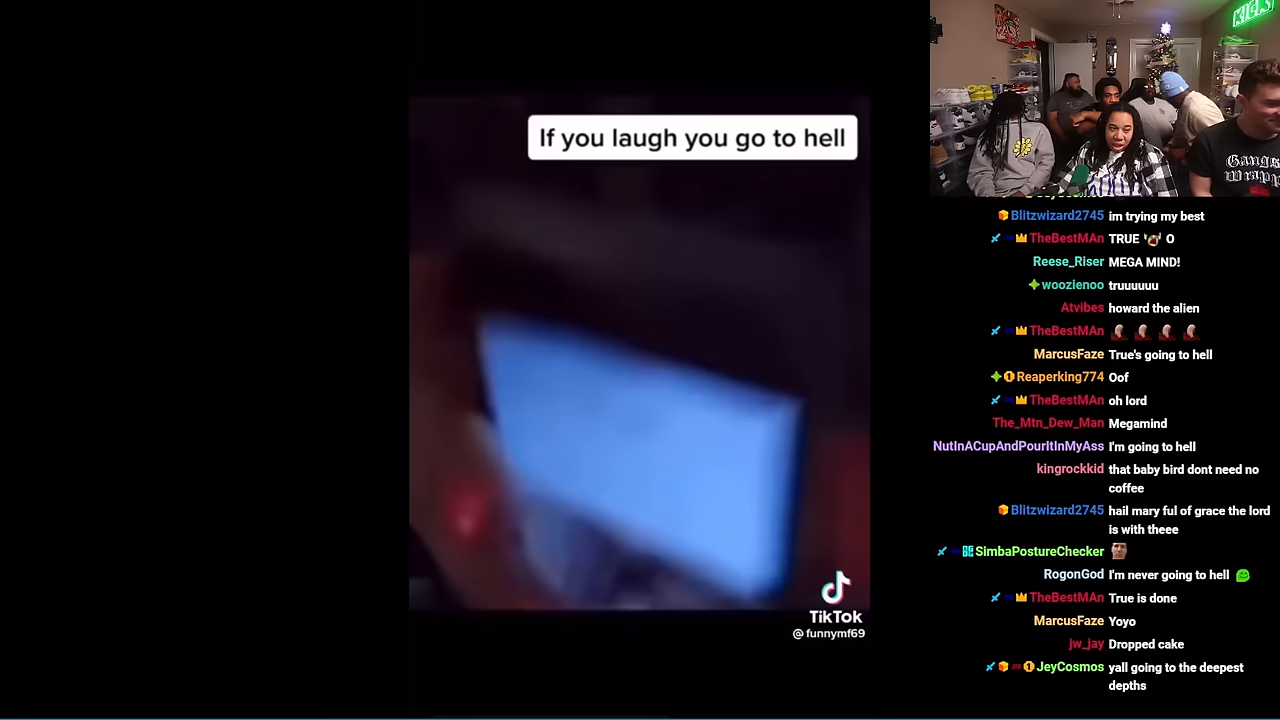 If you laugh you go to hell
TikTok
@funnymf69
KICK
Blitzwizard2745 im trying my best
TheBestMAn TRUE O
Reese_Riser MEGA MIND!
woozienoo truuuuuu
Atvibes howard the alien
TheBestMAn
MarcusFaze True's going to hell
Reaperking774 Oof
TheBestMAn oh lord
The_Mtn_Dew_Man Megamind
NutInACupAndPourItInMyAss I'm going to hell
kingrockkid that baby bird dont need no
coffee
Blitzwizard2745 hail mary ful of grace the lord
is with theee
SimbaPostureChecker
RogonGod I'm never going to hell
TheBestMAn True is done
MarcusFaze Yoyo
jw_jay Dropped cake
JeyCosmos yall going to the deepest
depths